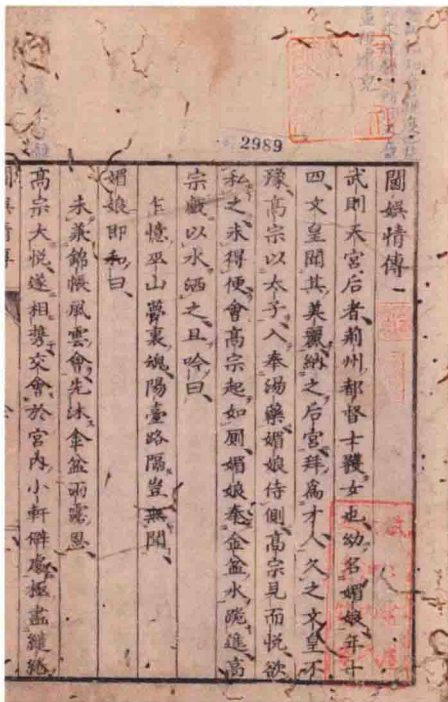 2989
閫娛情傳一
武則天宮后者荊州都督士彠女也幼名媚娘年十
四文皇聞其美麗納之后宮拜爲才人久之文皇不
豫高宗以太子入奉湯藥媚娘侍側高宗見而悅欲
私之未得便會高宗起如厠媚娘奉金盆水跪進高
宗戲以水洒之且吟曰
乍憶巫山夢裏魂陽臺路隔豈無聞
媚娘即和曰
未羕錦帳風雲會先沐金盆雨露恩
高宗大悅遂相携交會於宮內小軒僻處極盡繾綣